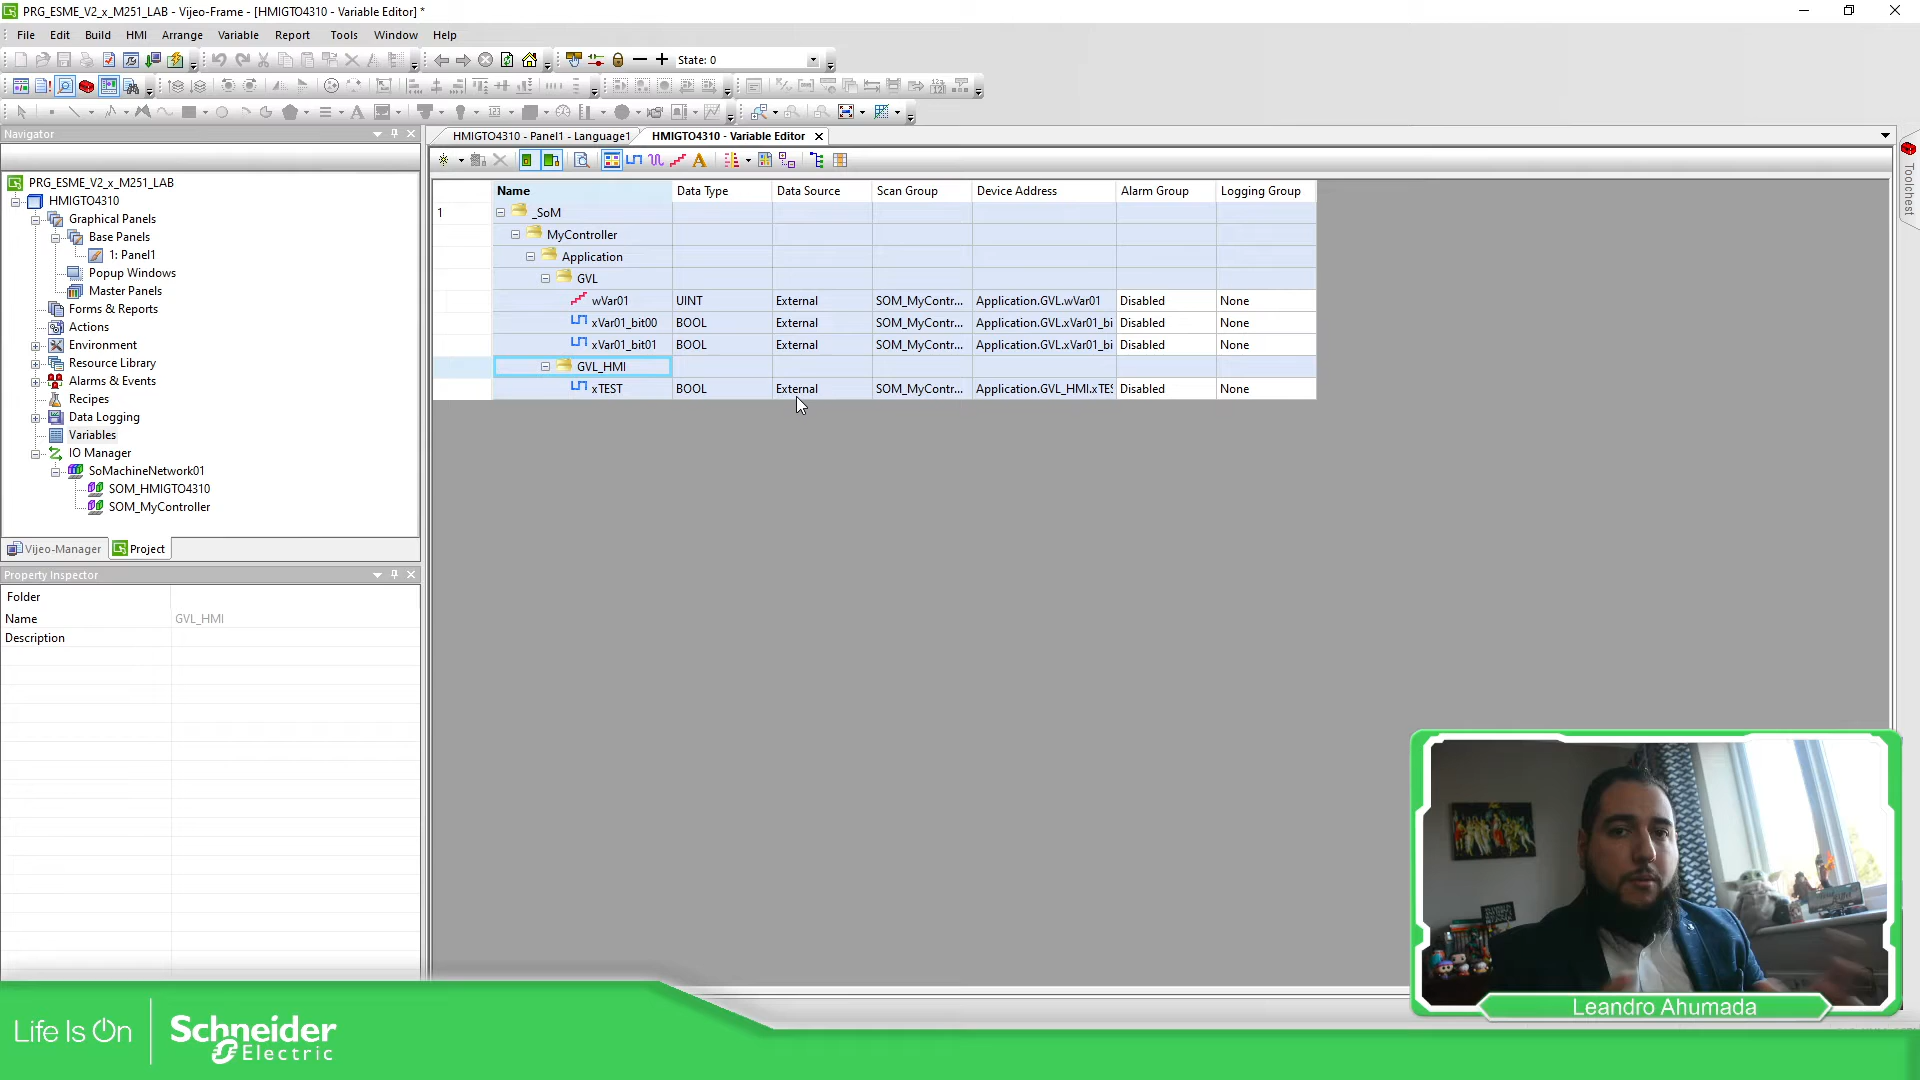 PRG_ESME_V2_x_M251_LAB - Vijeo-Frame - [HMIGTO4310 - Variable Editor] *
File Edit Build HMI Arrange Variable Report Tools Window Help
State: 0
Navigator
HMIGTO4310 - Panel1 - Language1
HMIGTO4310 - Variable Editor
Toolchest
PRG_ESME_V2_x_M251_LAB
HMIGTO4310
Graphical Panels
Base Panels
1: Panel1
Popup Windows
Master Panels
Forms & Reports
Actions
Environment
Resource Library
Alarms & Events
Recipes
Data Logging
Variables
IO Manager
SoMachineNetwork01
SOM_HMIGTO4310
SOM_MyController
Vijeo-Manager Project
Property Inspector
Folder
Name GVL_HMI
Description
Name Data Type Data Source Scan Group Device Address Alarm Group Logging Group
1 _SoM
MyController
Application
GVL
wVar01 UINT External SOM_MyContr... Application.GVL.wVar01 Disabled None
xVar01_bit00 BOOL External SOM_MyContr... Application.GVL.xVar01_bi Disabled None
xVar01_bit01 BOOL External SOM_MyContr... Application.GVL.xVar01_bi Disabled None
GVL_HMI
xTEST BOOL External SOM_MyContr... Application.GVL_HMI.xTES Disabled None
Leandro Ahumada
Life Is On
Schneider
Electric